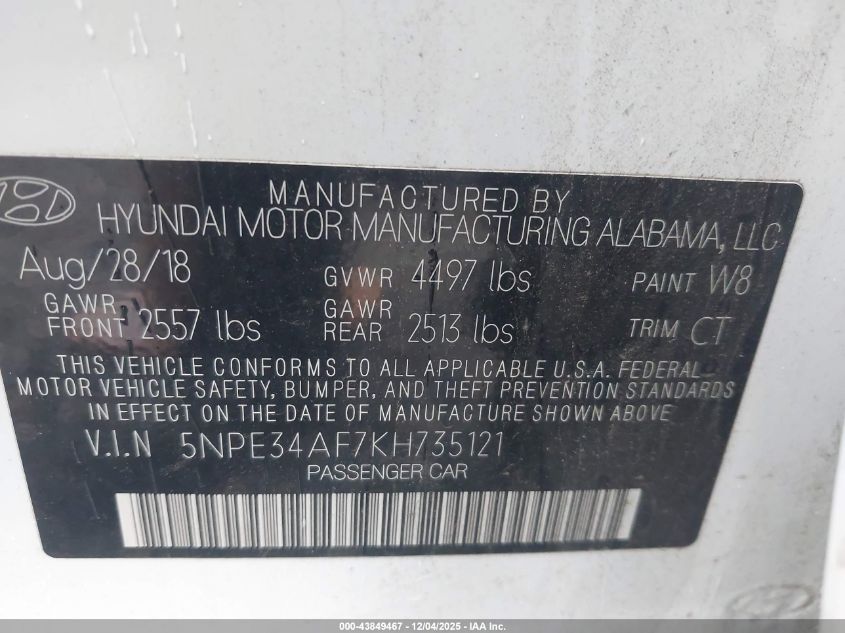 MANUFACTURED BY
HYUNDAI MOTOR MANUFACTURING ALABAMA, LLC
Aug/28/18 GVWR 4497 lbs PAINT W8
GAWR FRONT 2557 lbs GAWR REAR 2513 lbs TRIM CT
THIS VEHICLE CONFORMS TO ALL APPLICABLE U.S.A. FEDERAL
MOTOR VEHICLE SAFETY, BUMPER, AND THEFT PREVENTION STANDARDS
IN EFFECT ON THE DATE OF MANUFACTURE SHOWN ABOVE.
V.I.N 5NPE34AF7KH735121
PASSENGER CAR
000-43849467 - 12/04/2025 - IAA Inc.